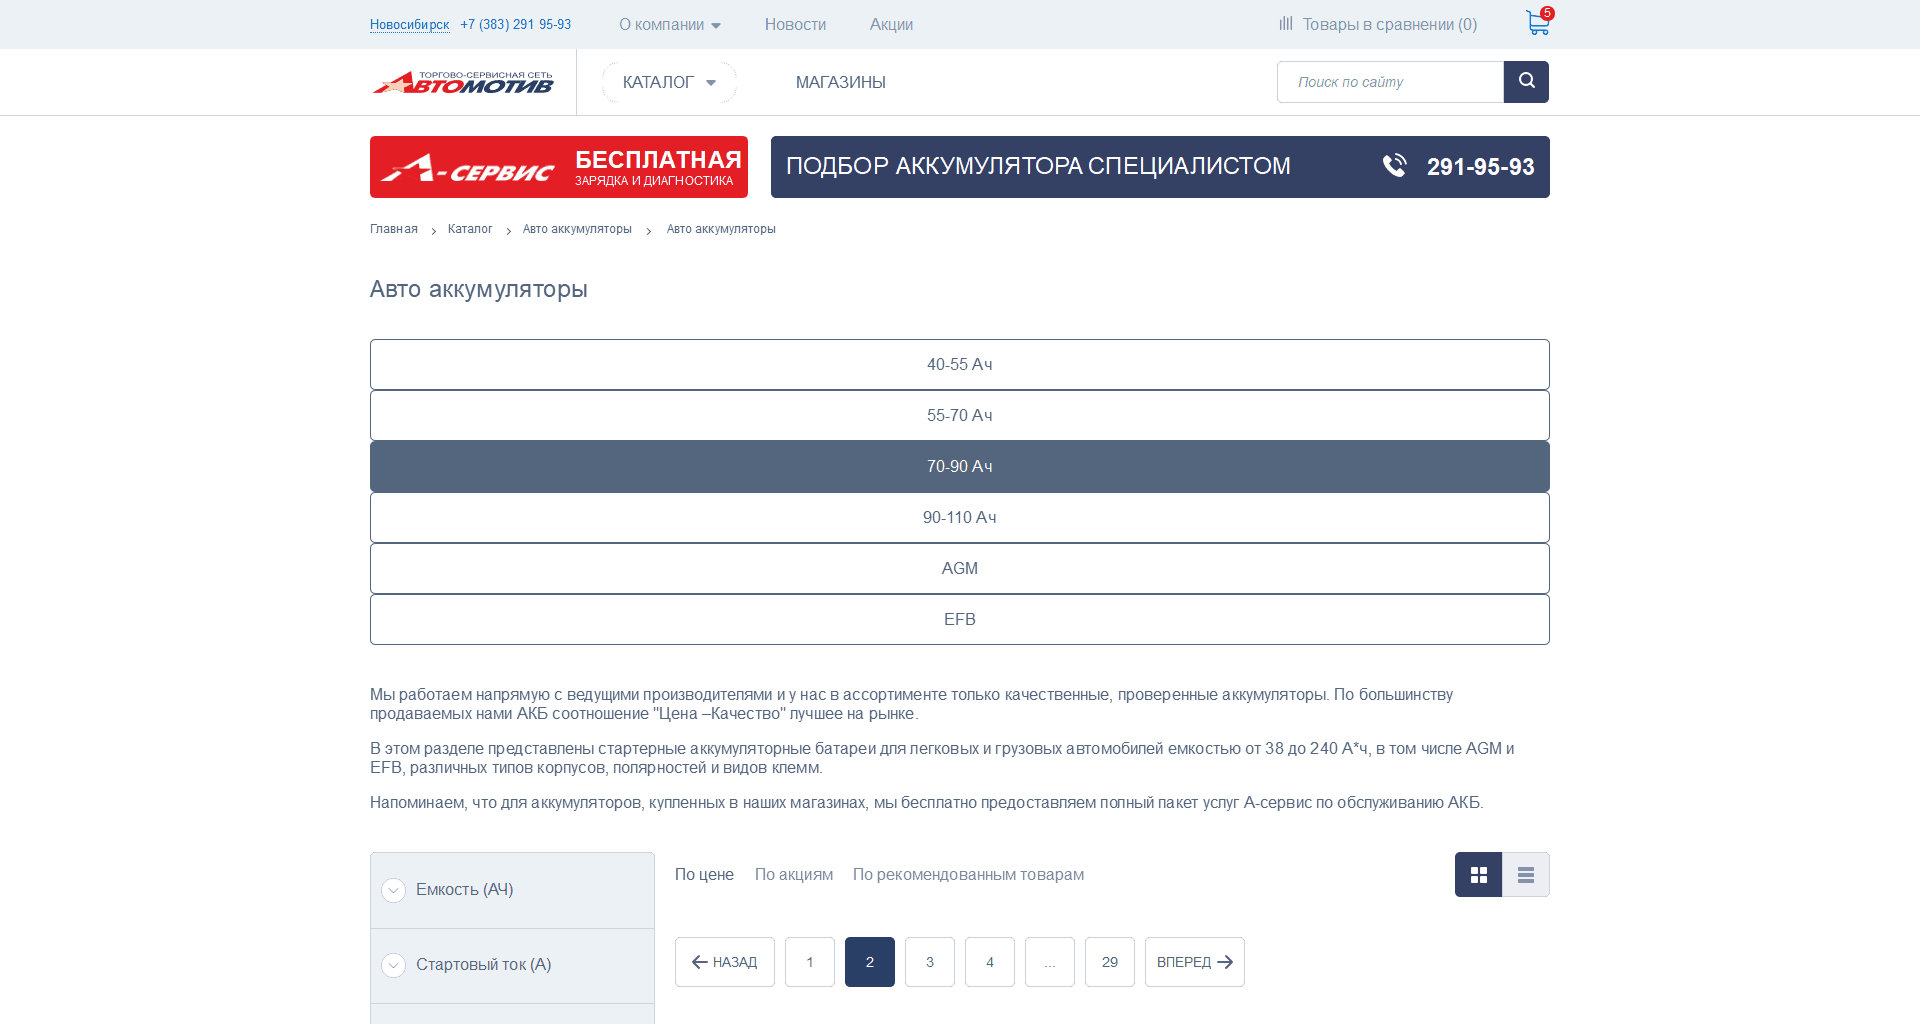 Новосибирск +7 (383) 291 95-93 О компании Новости Акции Товары в сравнении (0) 5
ТОРГОВО-СЕРВИСНАЯ СЕТЬ
АВТОМОТИВ
КАТАЛОГ МАГАЗИНЫ Поиск по сайту
А-СЕРВИС БЕСПЛАТНАЯ
ЗАРЯДКА И ДИАГНОСТИКА
ПОДБОР АККУМУЛЯТОРА СПЕЦИАЛИСТОМ 291-95-93
Главная Каталог Авто аккумуляторы Авто аккумуляторы
Авто аккумуляторы
40-55 Ач
55-70 Ач
70-90 Ач
90-110 Ач
AGM
EFB
Мы работаем напрямую с ведущими производителями и у нас в ассортименте только качественные, проверенные аккумуляторы. По большинству
продаваемых нами АКБ соотношение "Цена –Качество" лучшее на рынке.
В этом разделе представлены стартерные аккумуляторные батареи для легковых и грузовых автомобилей емкостью от 38 до 240 А*ч, в том числе AGM и
EFB, различных типов корпусов, полярностей и видов клемм.
Напоминаем, что для аккумуляторов, купленных в наших магазинах, мы бесплатно предоставляем полный пакет услуг А-сервис по обслуживанию АКБ.
Емкость (АЧ)
Стартовый ток (А)
По цене По акциям По рекомендованным товарам
НАЗАД 1 2 3 4 ... 29 ВПЕРЕД